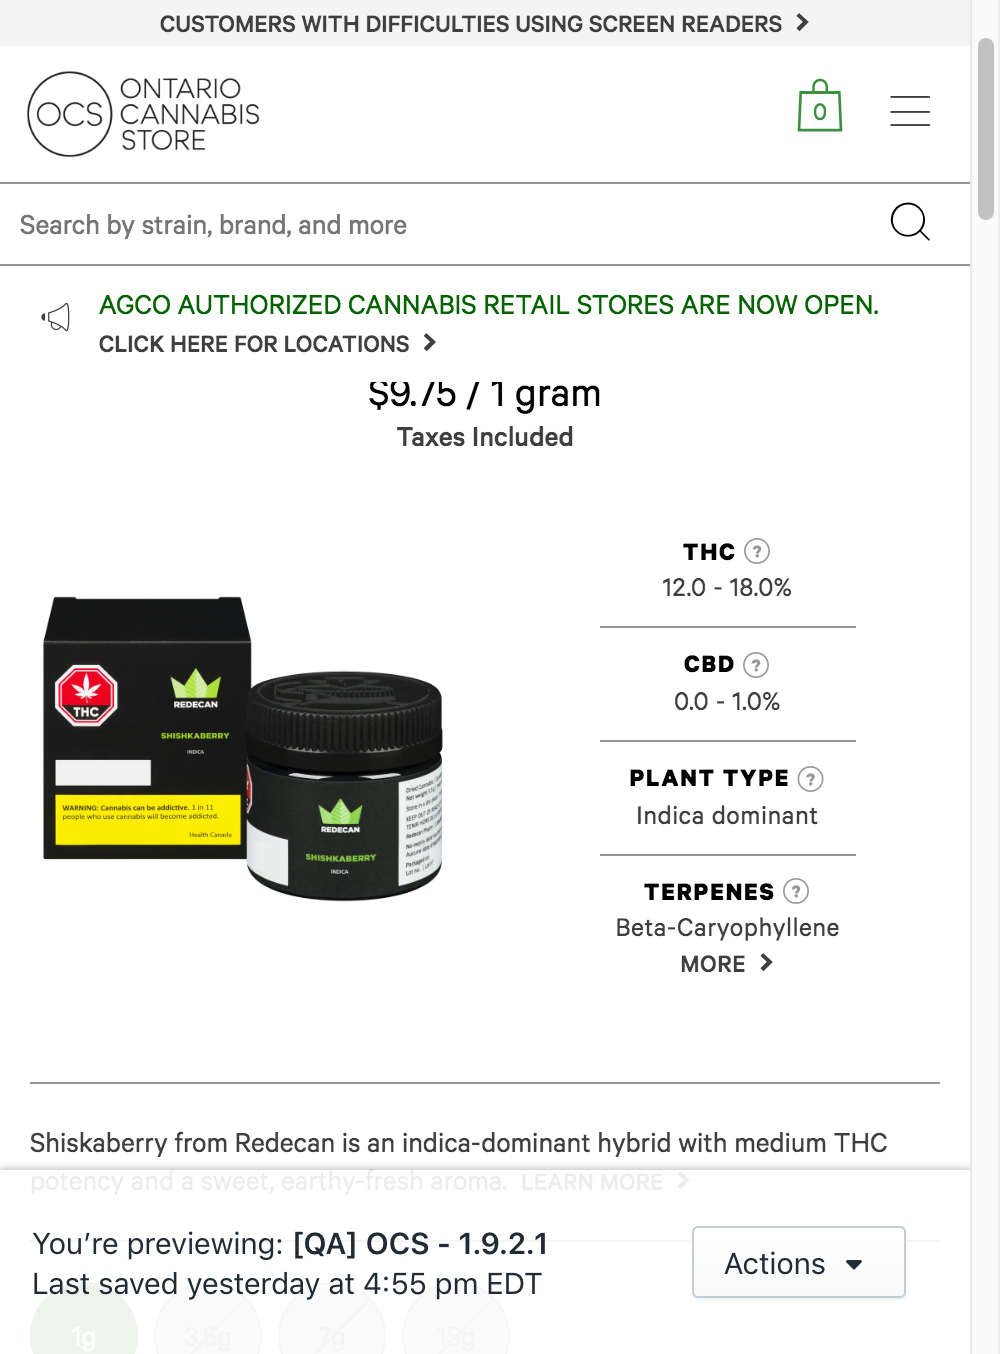 CUSTOMERS WITH DIFFICULTIES USING SCREEN READERS
OCS
ONTARIO
CANNABIS
STORE
0
Search by strain, brand, and more
AGCO AUTHORIZED CANNABIS RETAIL STORES ARE NOW OPEN.
CLICK HERE FOR LOCATIONS
$9.75 / 1 gram
Taxes Included
THC ?
12.0 - 18.0%
CBD ?
0.0 - 1.0%
PLANT TYPE ?
Indica dominant
TERPENES ?
Beta-Caryophyllene
MORE
THC
REDECAN
SHISHKABERRY
INDICA
WARNING: Cannabis can be addictive. 1 in 11
people who use cannabis will become addicted.
Health Canada
REDECAN
SHISHKABERRY
INDICA
Shiskaberry from Redecan is an indica-dominant hybrid with medium THC
potency and a sweet, earthy-fresh aroma. LEARN MORE
You’re previewing: [QA] OCS - 1.9.2.1
Last saved yesterday at 4:55 pm EDT
Actions
1g
3.5g
7g
15g